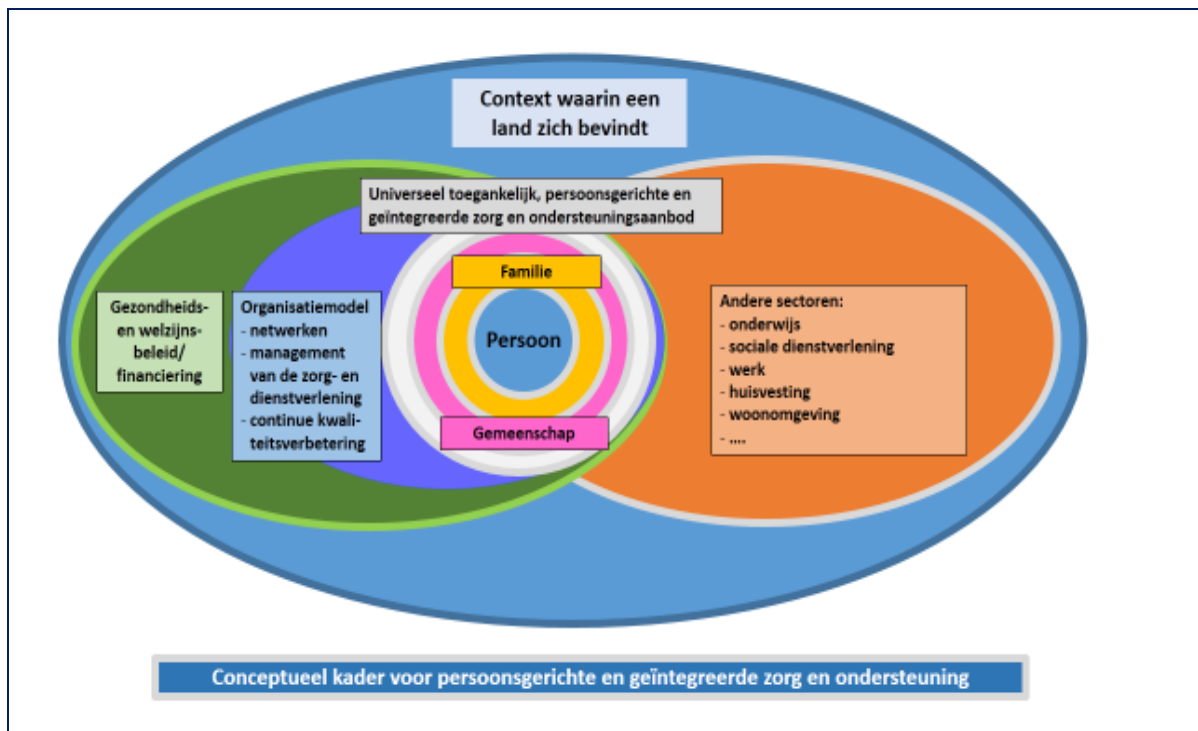 Context waarin een
land zich bevindt
Universeel toegankelijk, persoonsgerichte en
geïntegreerde zorg en ondersteuningsaanbod
Familie
Persoon
Gemeenschap
Gezondheids-
en welzijns-
beleid/
financiering
Organisatiemodel
- netwerken
- management
van de zorg- en
dienstverlening
- continue kwali-
teitsverbetering
Andere sectoren:
- onderwijs
- sociale dienstverlening
- werk
- huisvesting
- woonomgeving
- ....
Conceptueel kader voor persoonsgerichte en geïntegreerde zorg en ondersteuning